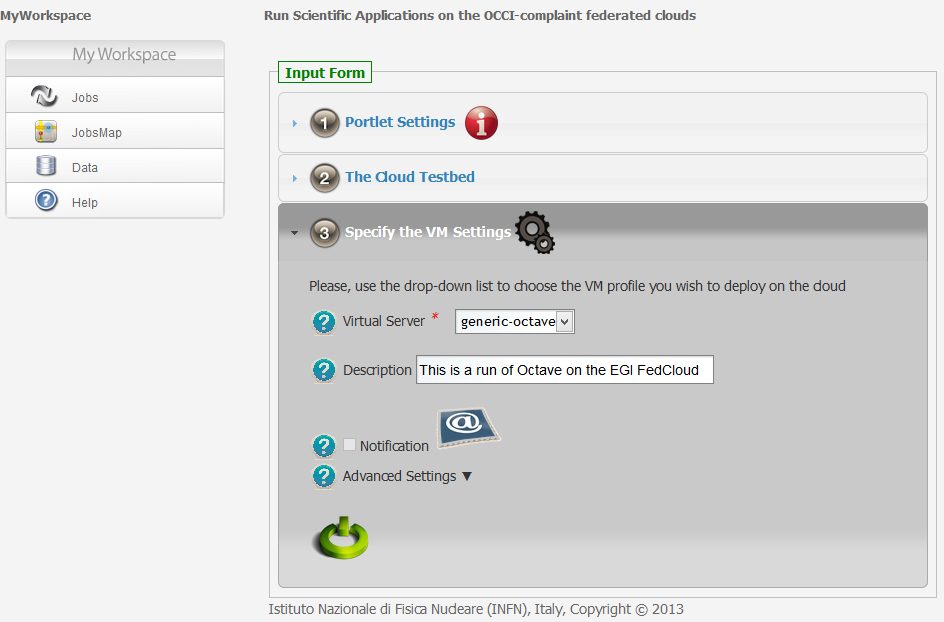 MyWorkspace
Run Scientific Applications on the OCCI-complaint federated clouds
My Workspace
Jobs
JobsMap
Data
Help
Input Form
1 Portlet Settings
2 The Cloud Testbed
3 Specify the VM Settings
Please, use the drop-down list to choose the VM profile you wish to deploy on the cloud
? Virtual Server * generic-octave
? Description This is a run of Octave on the EGI FedCloud
@
? Notification
? Advanced Settings ▼
Istituto Nazionale di Fisica Nucleare (INFN), Italy, Copyright © 2013